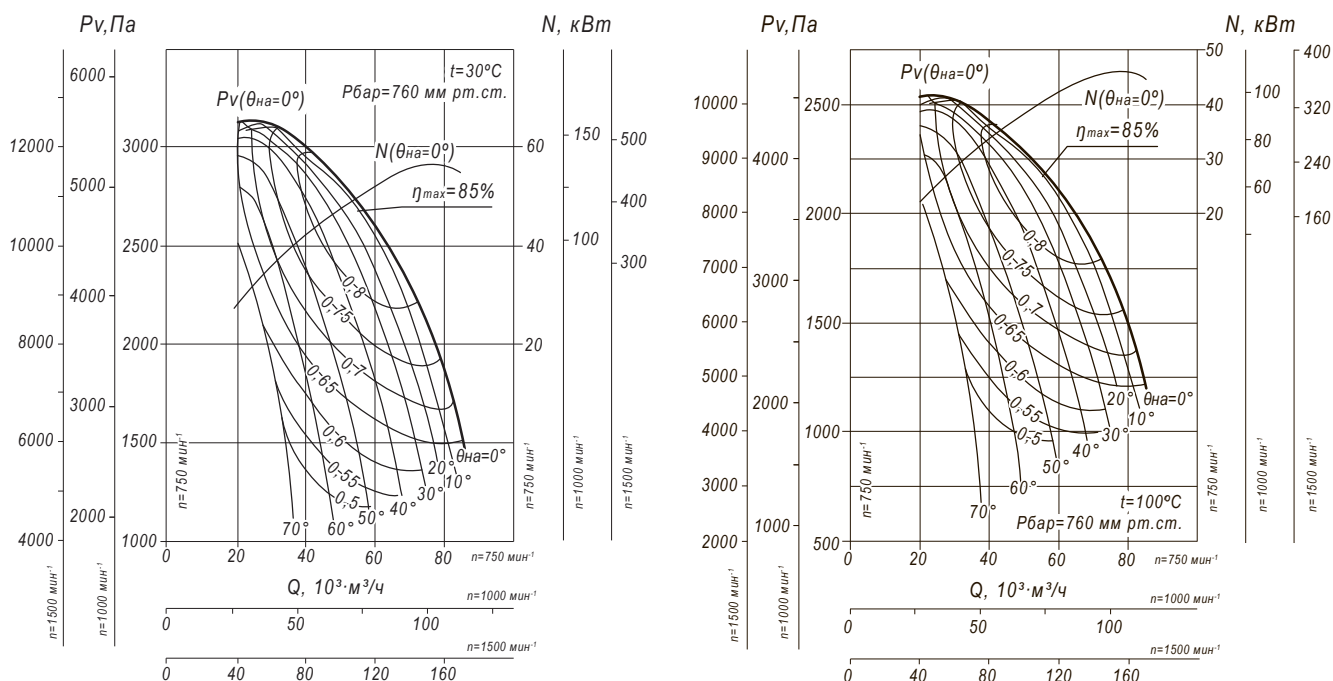 Pv,Па
N, кВт
6000
5000
4000
3000
2000
12000
10000
8000
6000
4000
3000
2500
2000
1500
1000
t=30ºC
Pбар=760 мм рт.ст.
Pv(θна=0º)
N(θна=0º)
ηmax=85%
0,8
0,75
0,7
0,65
0,6
0,55
0,5
20° θна=0°
10°
30°
40°
50°
60°
70°
60
40
20
150
100
500
400
300
n=750 мин⁻¹
n=750 мин⁻¹
n=1000 мин⁻¹
n=1500 мин⁻¹
n=1500 мин⁻¹
n=1000 мин⁻¹
0 20 40 60 80 n=750 мин⁻¹
Q, 10³·м³/ч
n=1000 мин⁻¹
0 50 100
n=1500 мин⁻¹
0 40 80 120 160
Pv,Па
N, кВт
10000
9000
8000
7000
6000
5000
4000
3000
2000
4000
3000
2000
1000
2500
2000
1500
1000
500
Pv(θна=0º)
N(θна=0º)
ηmax=85%
0,8
0,75
0,7
0,65
0,6
0,55
0,5
20° θна=0°
10°
30°
40°
50°
60°
70°
t=100ºC
Pбар=760 мм рт.ст.
50
40
30
20
100
80
60
400
320
240
160
n=750 мин⁻¹
n=750 мин⁻¹
n=1000 мин⁻¹
n=1500 мин⁻¹
n=1500 мин⁻¹
n=1000 мин⁻¹
0 20 40 60 80 n=750 мин⁻¹
Q, 10³·м³/ч
n=1000 мин⁻¹
0 50 100
n=1500 мин⁻¹
0 40 80 120 160